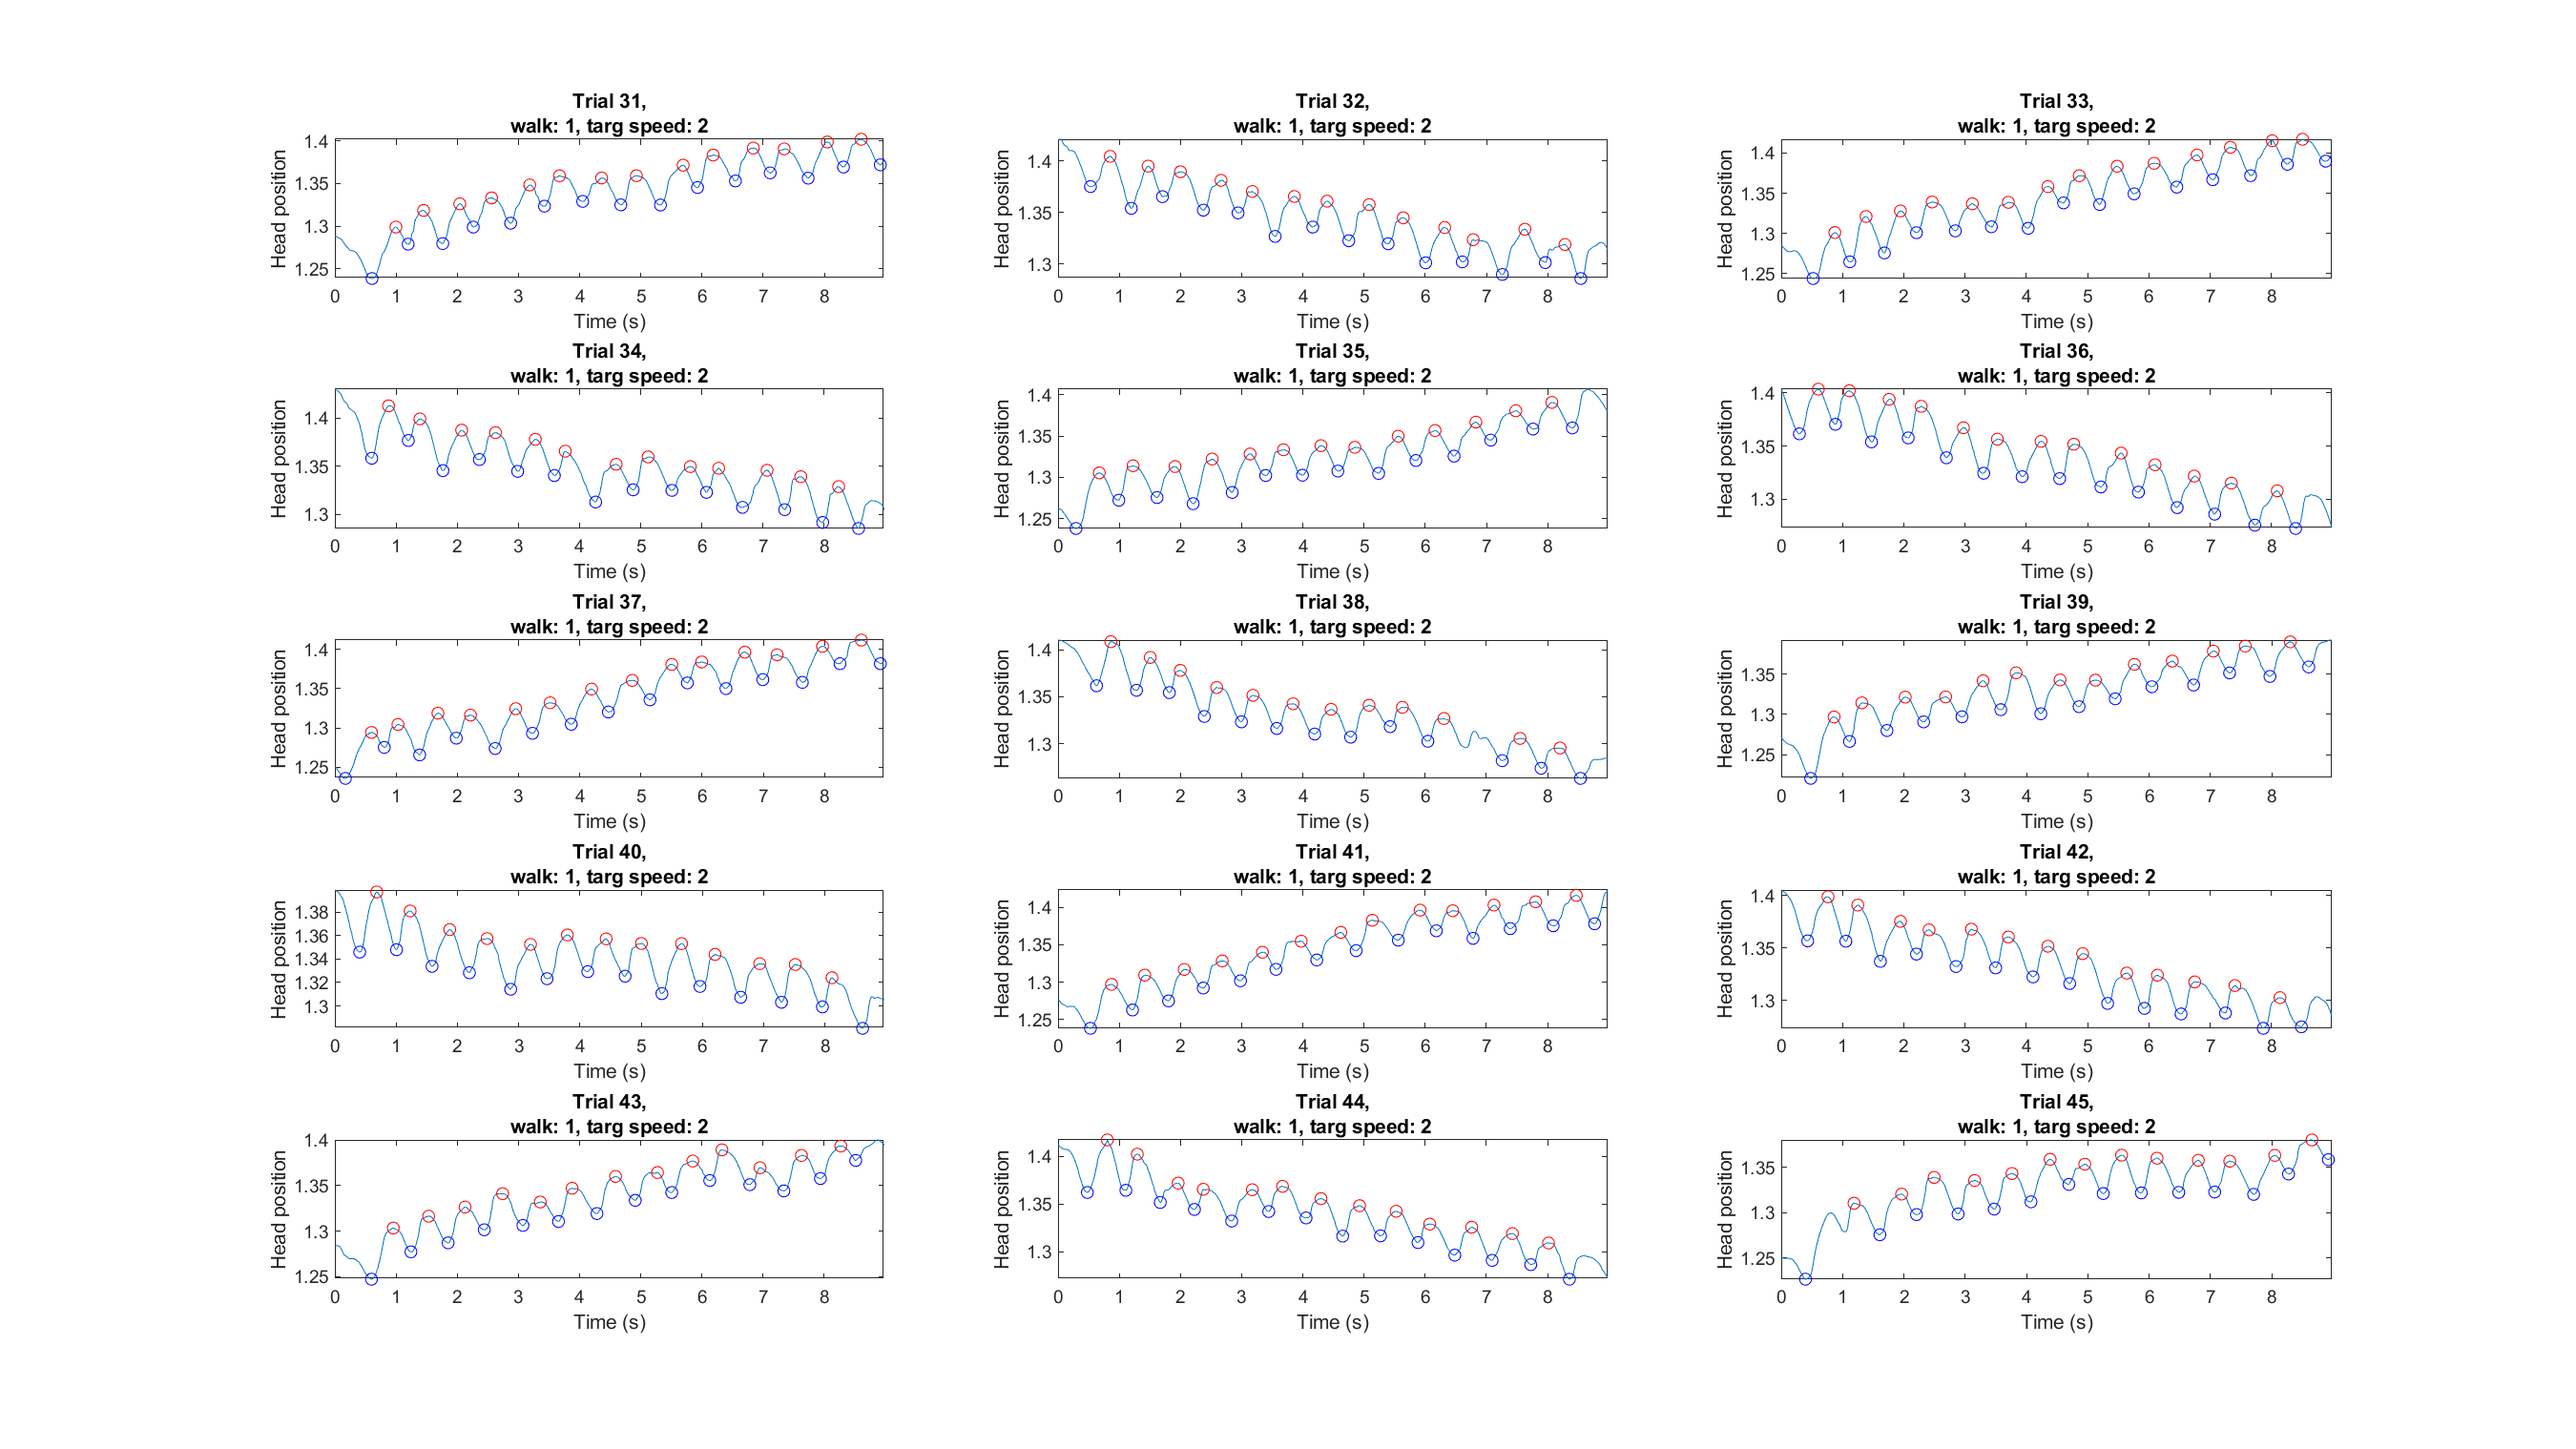 Trial 31,
walk: 1, targ speed: 2
Head position
1.4
1.35
1.3
1.25
0 1 2 3 4 5 6 7 8
Time (s)
Trial 32,
walk: 1, targ speed: 2
Head position
1.4
1.35
1.3
0 1 2 3 4 5 6 7 8
Time (s)
Trial 33,
walk: 1, targ speed: 2
Head position
1.4
1.35
1.3
1.25
0 1 2 3 4 5 6 7 8
Time (s)
Trial 34,
walk: 1, targ speed: 2
Head position
1.4
1.35
1.3
0 1 2 3 4 5 6 7 8
Time (s)
Trial 35,
walk: 1, targ speed: 2
Head position
1.4
1.35
1.3
1.25
0 1 2 3 4 5 6 7 8
Time (s)
Trial 36,
walk: 1, targ speed: 2
Head position
1.4
1.35
1.3
0 1 2 3 4 5 6 7 8
Time (s)
Trial 37,
walk: 1, targ speed: 2
Head position
1.4
1.35
1.3
1.25
0 1 2 3 4 5 6 7 8
Time (s)
Trial 38,
walk: 1, targ speed: 2
Head position
1.4
1.35
1.3
0 1 2 3 4 5 6 7 8
Time (s)
Trial 39,
walk: 1, targ speed: 2
Head position
1.35
1.3
1.25
0 1 2 3 4 5 6 7 8
Time (s)
Trial 40,
walk: 1, targ speed: 2
Head position
1.38
1.36
1.34
1.32
1.3
0 1 2 3 4 5 6 7 8
Time (s)
Trial 41,
walk: 1, targ speed: 2
Head position
1.4
1.35
1.3
1.25
0 1 2 3 4 5 6 7 8
Time (s)
Trial 42,
walk: 1, targ speed: 2
Head position
1.4
1.35
1.3
0 1 2 3 4 5 6 7 8
Time (s)
Trial 43,
walk: 1, targ speed: 2
Head position
1.4
1.35
1.3
1.25
0 1 2 3 4 5 6 7 8
Time (s)
Trial 44,
walk: 1, targ speed: 2
Head position
1.4
1.35
1.3
0 1 2 3 4 5 6 7 8
Time (s)
Trial 45,
walk: 1, targ speed: 2
Head position
1.35
1.3
1.25
0 1 2 3 4 5 6 7 8
Time (s)